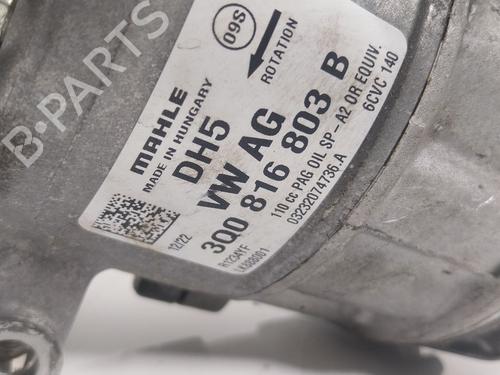 B-PARTS
09S
ROTATION
MAHLE
MADE IN HUNGARY
DH5
VW AG
3Q0 816 803 B
110 cc PAG OIL SP-A2 OR EQUIV.
6CVC 140
03232074736.A
12/22